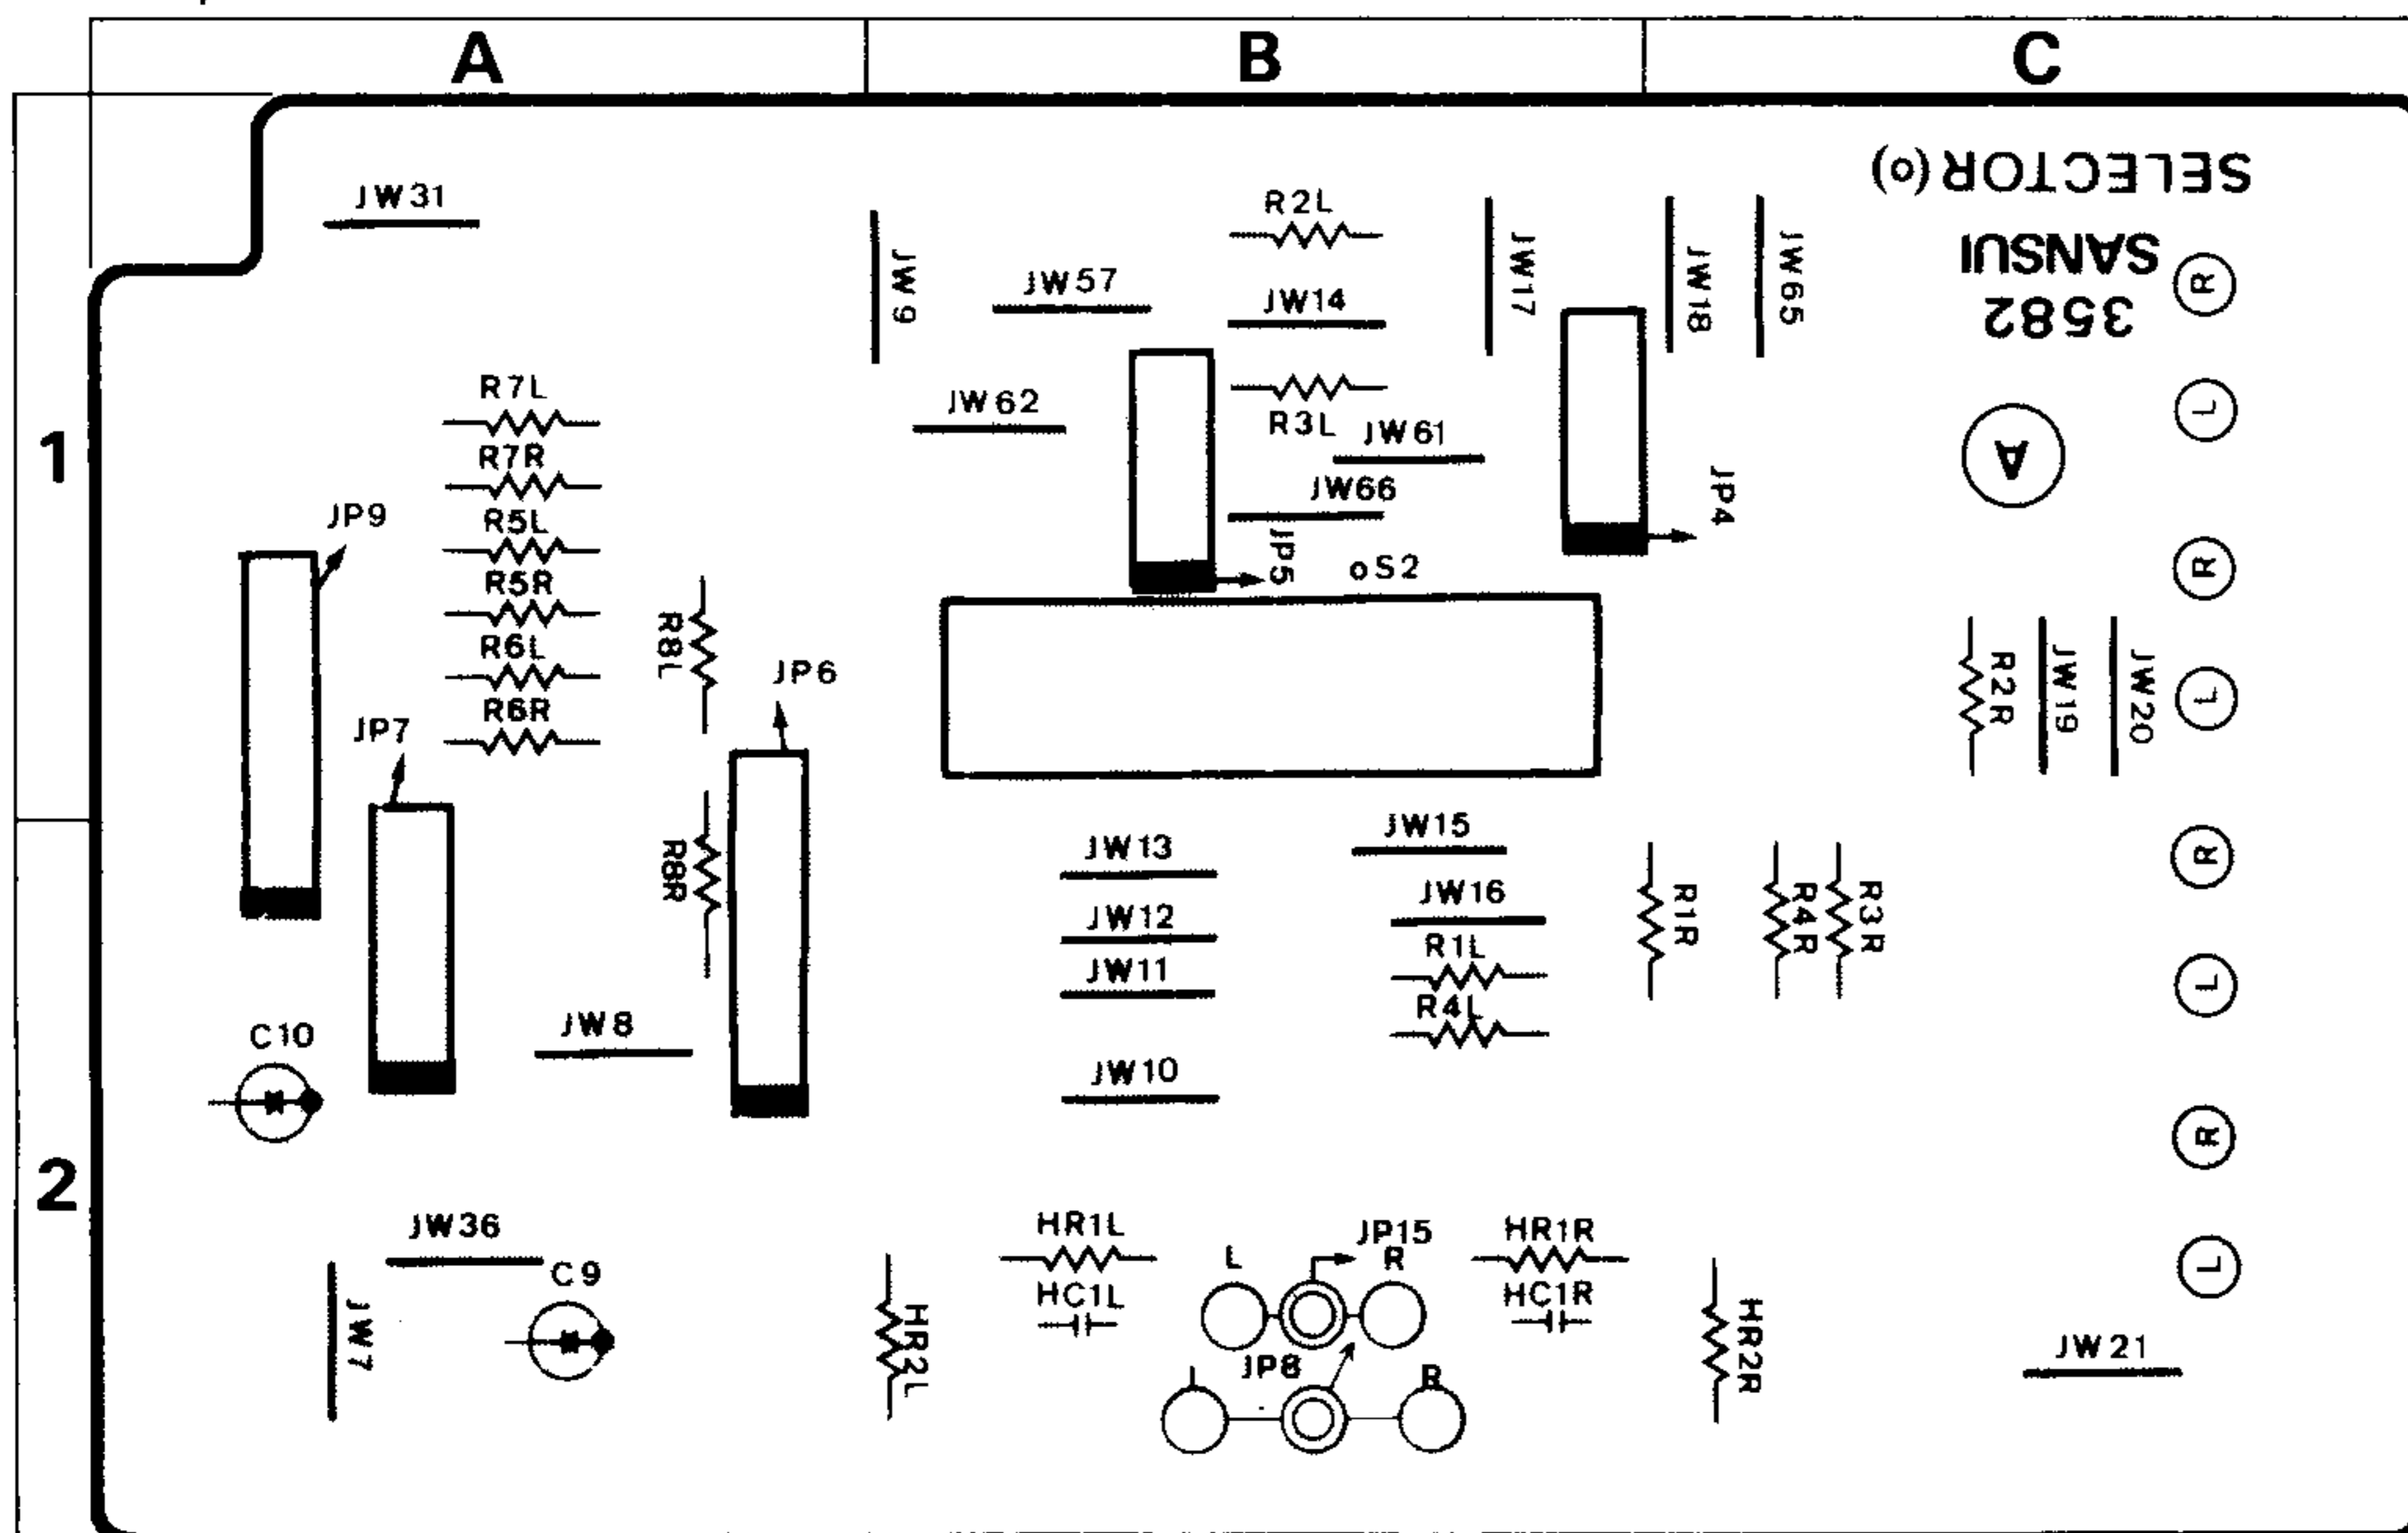 A B C
SELECTOR (o)
SANSUI
3582
1
2
JW31
JW9
JW57
R2L
JW14
JW17
JW18
JW65
R
R7L
JW62
R3L
JW61
L
A
R7R
JW66
JP4
JP9
R5L
JP5
oS2
R
R5R
R8L
R6L
JP6
R2R
JW19
JW20
L
R6R
JP7
R8R
JW13
JW15
R
JW12
JW16
R1R
R4R
R3R
JW11
R1L
L
C10
JW8
R4L
JW10
R
JW36
HR1L
JP15
HR1R
L
R
L
C9
HC1L
HC1R
JW7
HR2L
JP8
HR2R
JW21
L
R